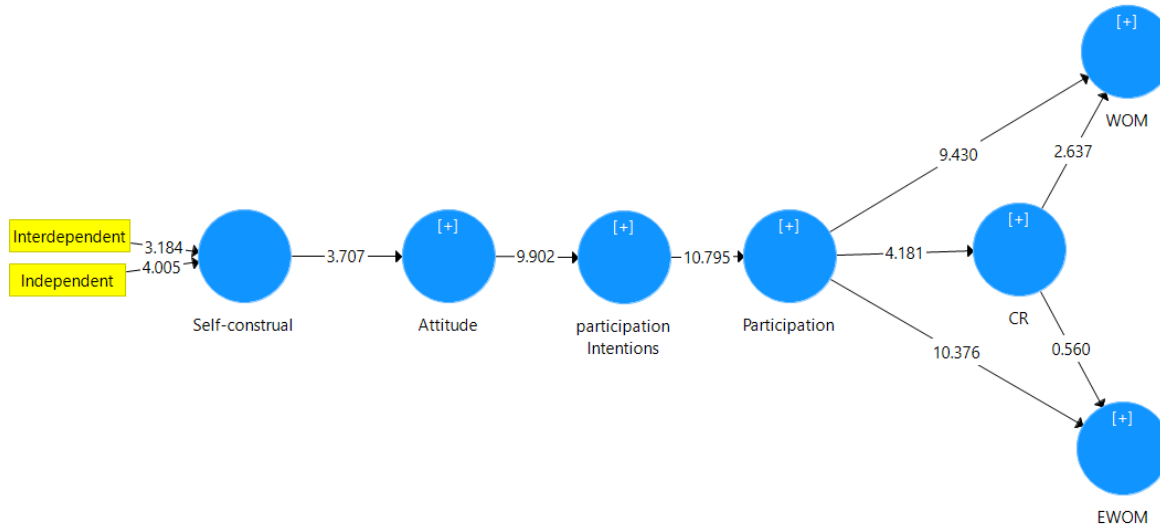 [+]
WOM
9.430
2.637
Interdependent
3.184
[+]
[+]
[+]
[+]
3.707
9.902
10.795
4.181
Independent
4.005
Self-construal
Attitude
participation
Intentions
Participation
CR
10.376
0.560
[+]
EWOM